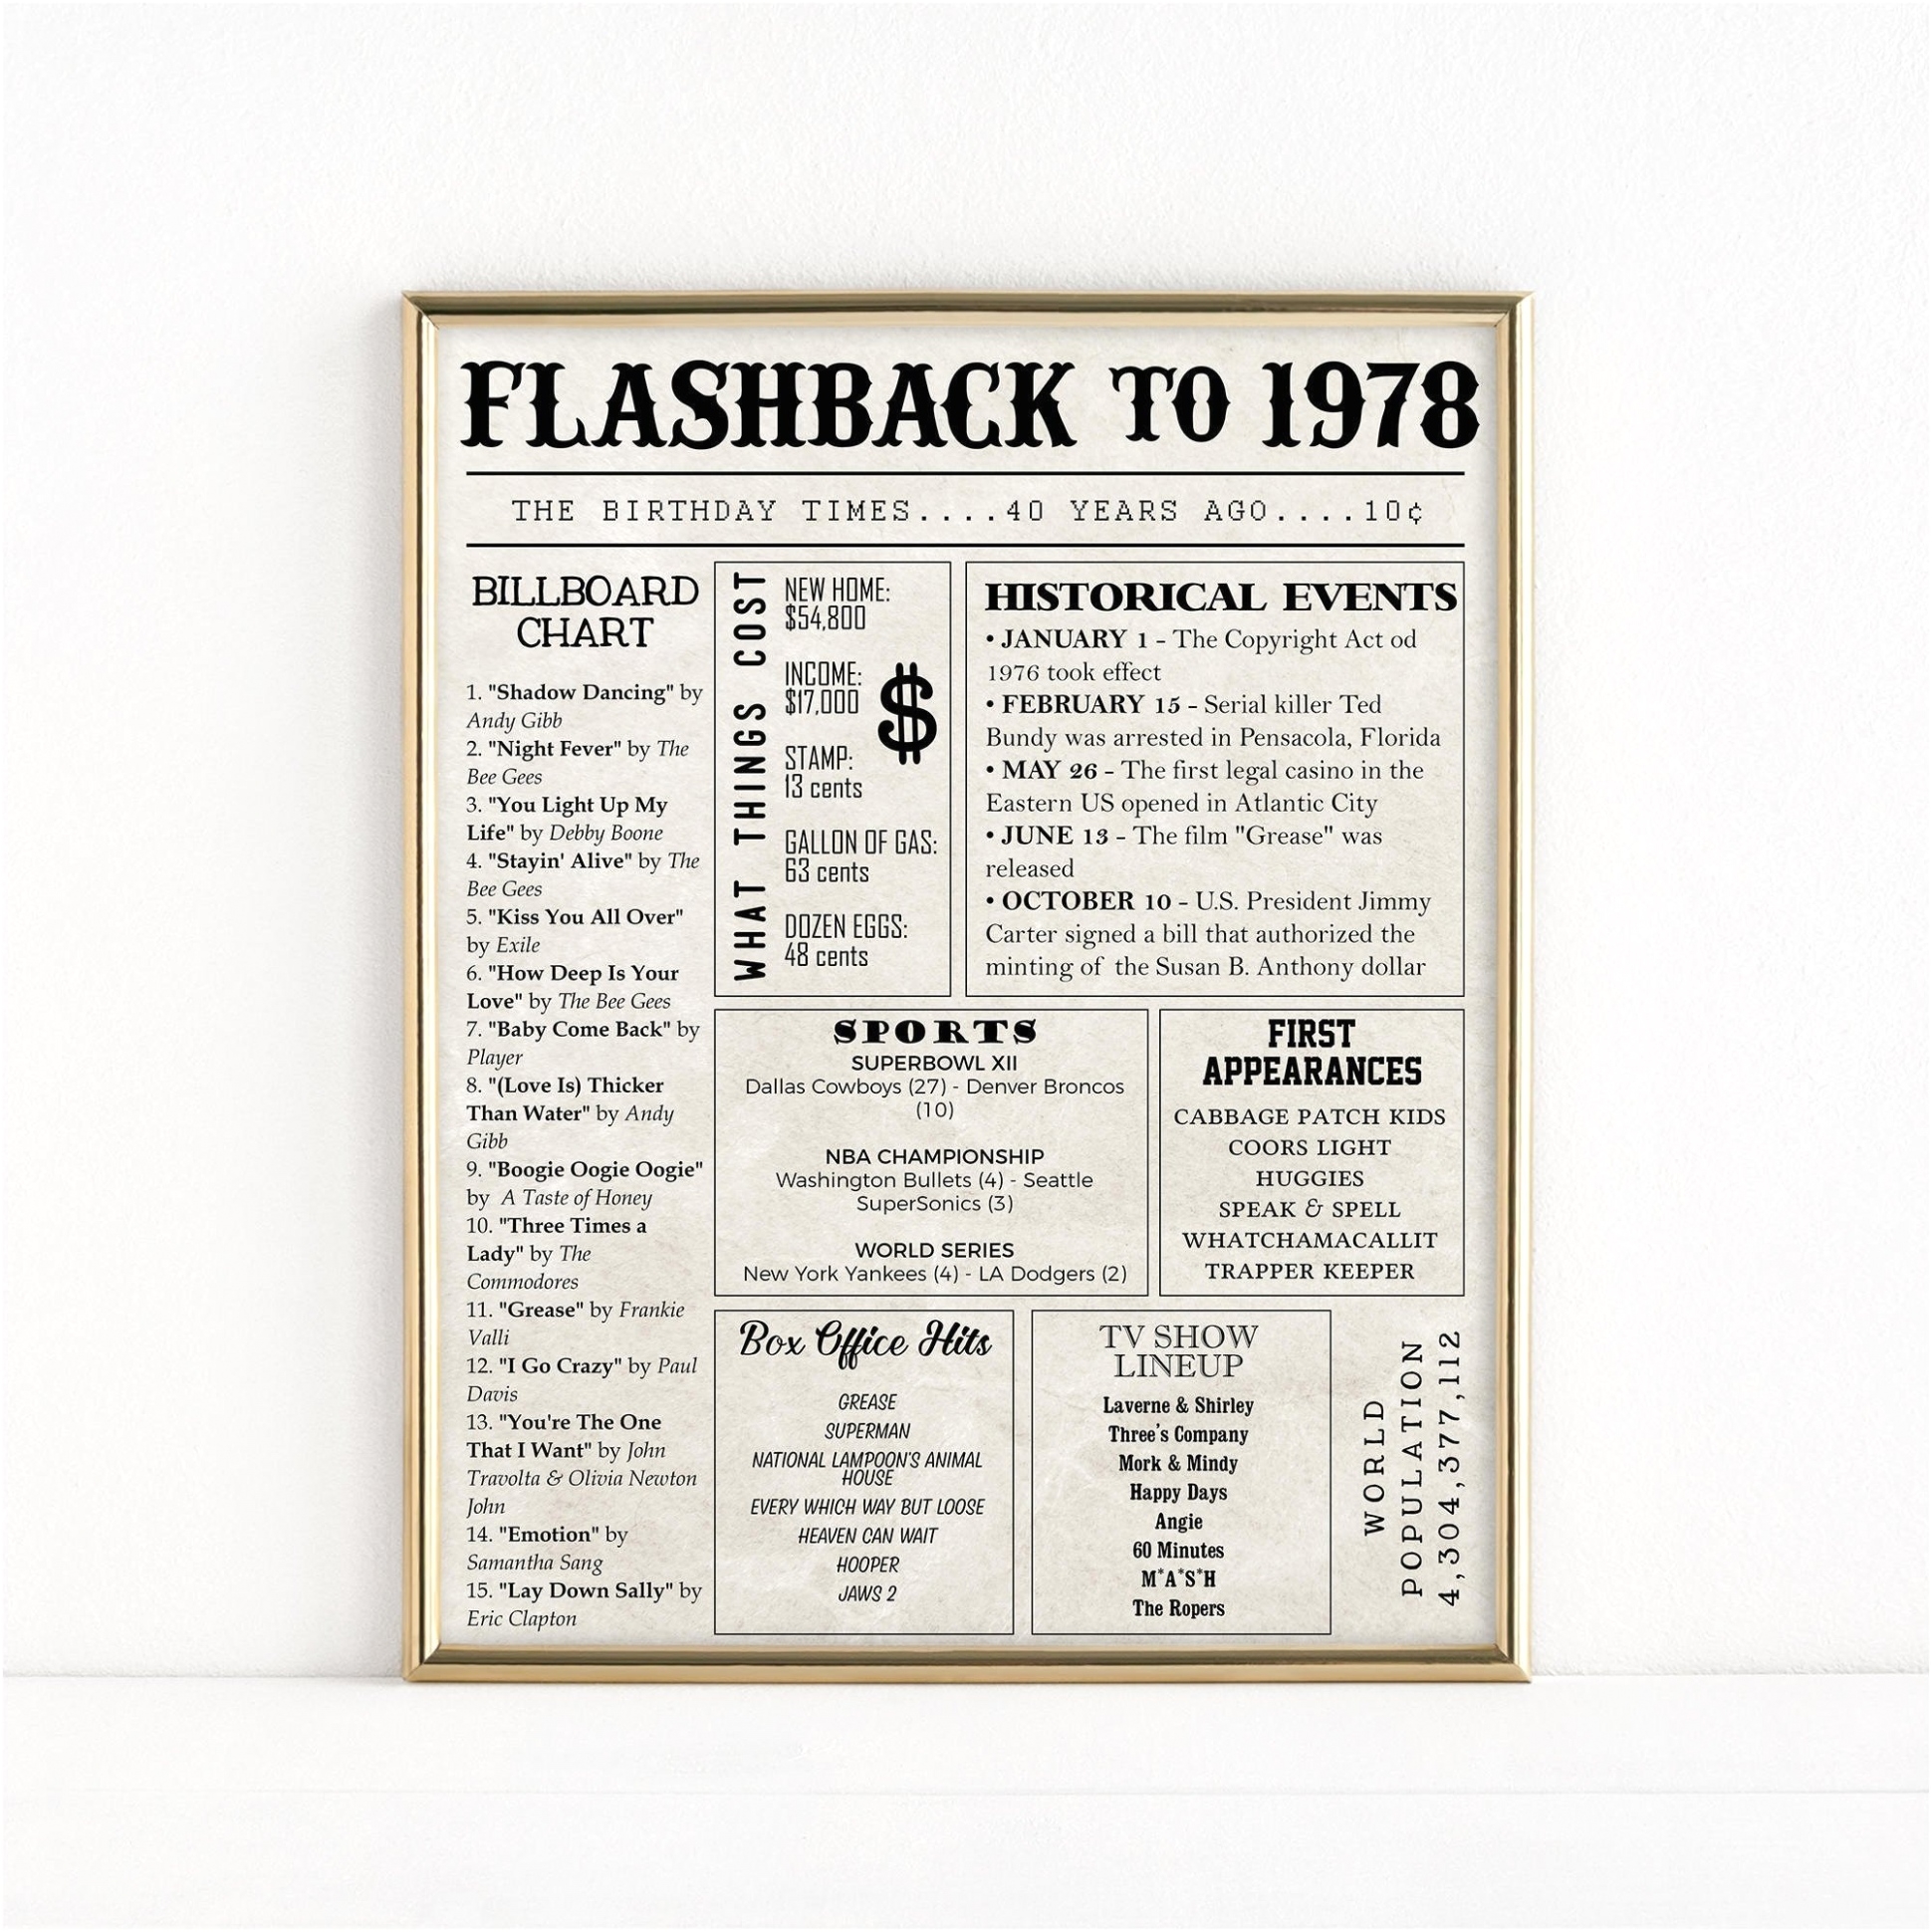 FLASHBACK TO 1978
THE BIRTHDAY TIMES....40 YEARS AGO....10¢
BILLBOARD
CHART
1. "Shadow Dancing" by
Andy Gibb
2. "Night Fever" by The
Bee Gees
3. "You Light Up My
Life" by Debby Boone
4. "Stayin' Alive" by The
Bee Gees
5. "Kiss You All Over"
by Exile
6. "How Deep Is Your
Love" by The Bee Gees
7. "Baby Come Back" by
Player
8. "(Love Is) Thicker
Than Water" by Andy
Gibb
9. "Boogie Oogie Oogie"
by A Taste of Honey
10. "Three Times a
Lady" by The
Commodores
11. "Grease" by Frankie
Valli
12. "I Go Crazy" by Paul
Davis
13. "You're The One
That I Want" by John
Travolta & Olivia Newton
John
14. "Emotion" by
Samantha Sang
15. "Lay Down Sally" by
Eric Clapton
WHAT THINGS COST
NEW HOME:
$54,800
INCOME:
$17,000
STAMP:
13 cents
GALLON OF GAS:
63 cents
DOZEN EGGS:
48 cents
$
HISTORICAL EVENTS
• JANUARY 1 - The Copyright Act od
1976 took effect
• FEBRUARY 15 - Serial killer Ted
Bundy was arrested in Pensacola, Florida
• MAY 26 - The first legal casino in the
Eastern US opened in Atlantic City
• JUNE 13 - The film "Grease" was
released
• OCTOBER 10 - U.S. President Jimmy
Carter signed a bill that authorized the
minting of the Susan B. Anthony dollar
SPORTS
SUPERBOWL XII
Dallas Cowboys (27) - Denver Broncos
(10)
NBA CHAMPIONSHIP
Washington Bullets (4) - Seattle
SuperSonics (3)
WORLD SERIES
New York Yankees (4) - LA Dodgers (2)
FIRST
APPEARANCES
CABBAGE PATCH KIDS
COORS LIGHT
HUGGIES
SPEAK & SPELL
WHATCHAMACALLIT
TRAPPER KEEPER
Box Office Hits
GREASE
SUPERMAN
NATIONAL LAMPOON'S ANIMAL
HOUSE
EVERY WHICH WAY BUT LOOSE
HEAVEN CAN WAIT
HOOPER
JAWS 2
TV SHOW
LINEUP
Laverne & Shirley
Three's Company
Mork & Mindy
Happy Days
Angie
60 Minutes
M*A*S*H
The Ropers
WORLD
POPULATION
4,304,377,112